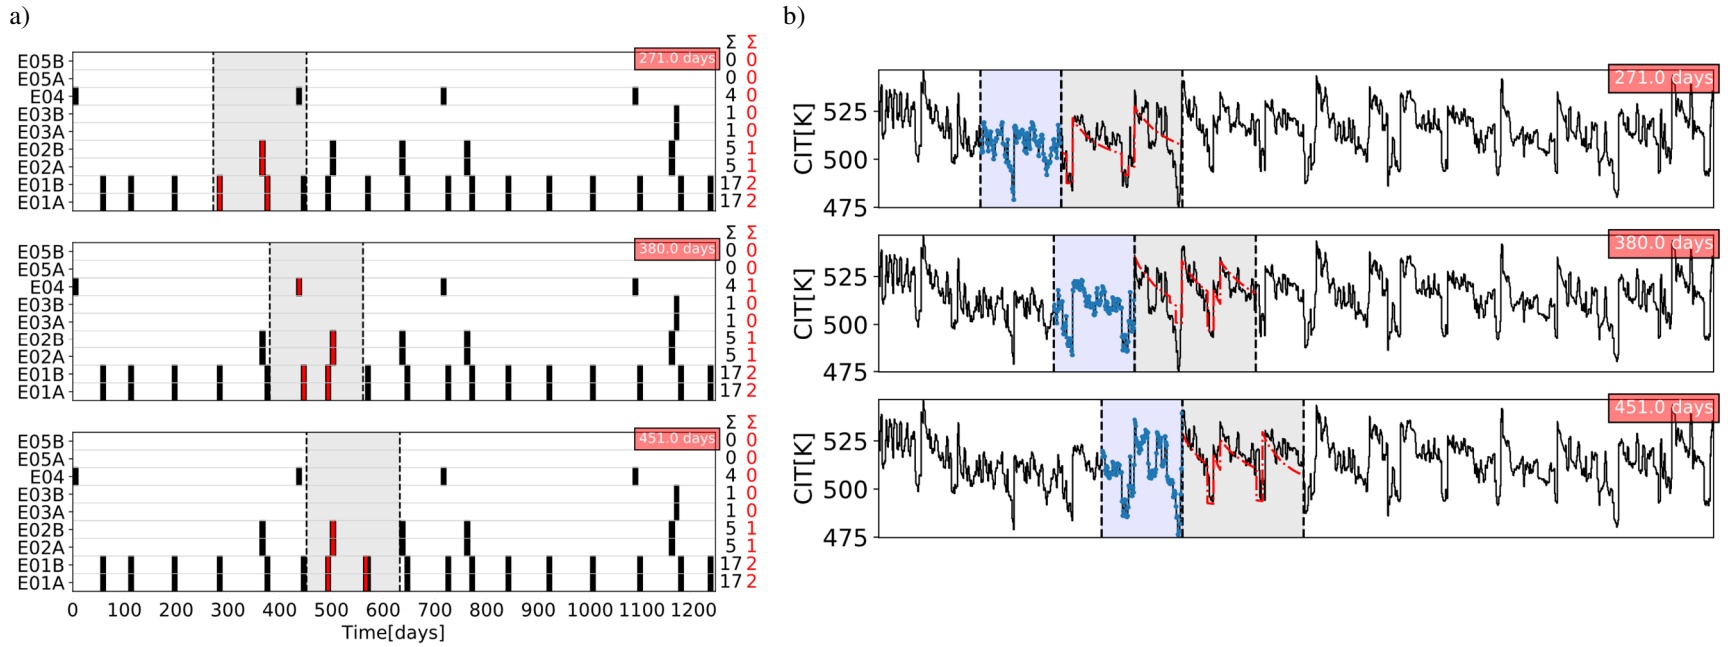 a)
Σ Σ
271.0 days
E05B 0 0
E05A 0 0
E04 4 0
E03B 1 0
E03A 1 0
E02B 5 1
E02A 5 1
E01B 17 2
E01A 17 2
Σ Σ
380.0 days
E05B 0 0
E05A 0 0
E04 4 1
E03B 1 0
E03A 1 0
E02B 5 1
E02A 5 1
E01B 17 2
E01A 17 2
Σ Σ
451.0 days
E05B 0 0
E05A 0 0
E04 4 0
E03B 1 0
E03A 1 0
E02B 5 1
E02A 5 1
E01B 17 2
E01A 17 2
0 100 200 300 400 500 600 700 800 900 1000 1100 1200
Time[days]
b)
271.0 days
CIT[K]
525
500
475
380.0 days
CIT[K]
525
500
475
451.0 days
CIT[K]
525
500
475